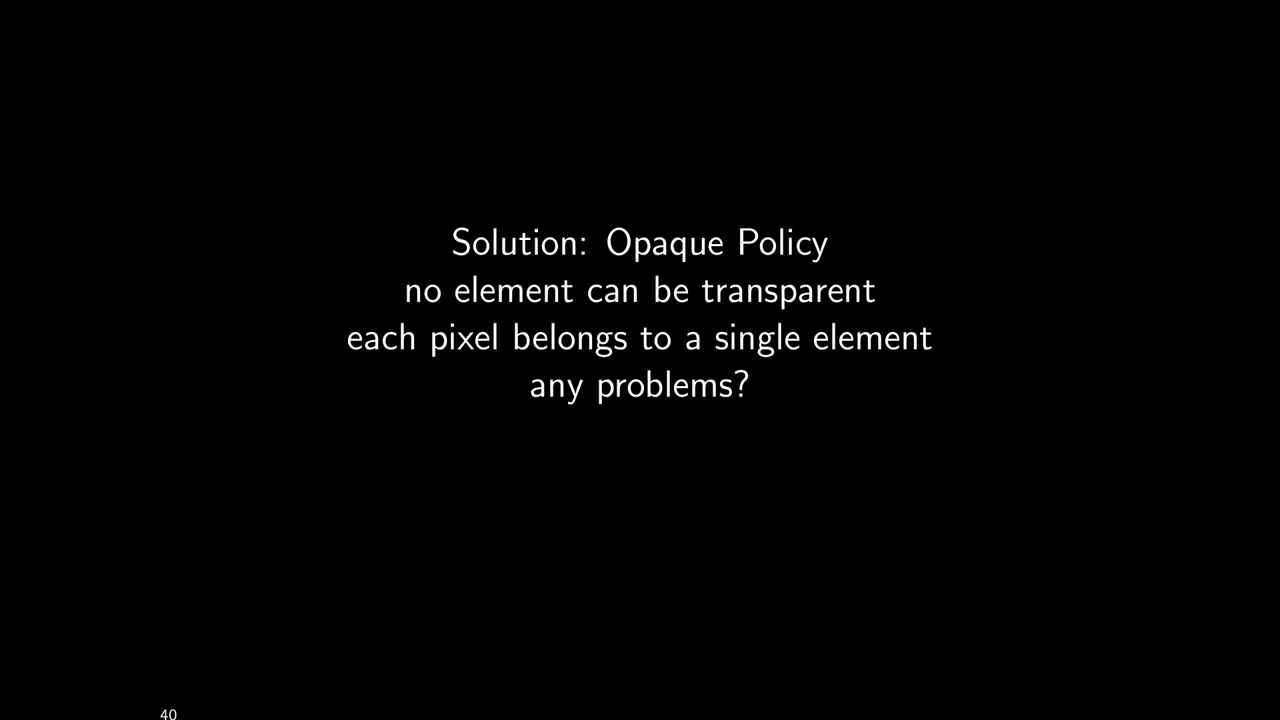 Solution: Opaque Policy
no element can be transparent
each pixel belongs to a single element
any problems?
40